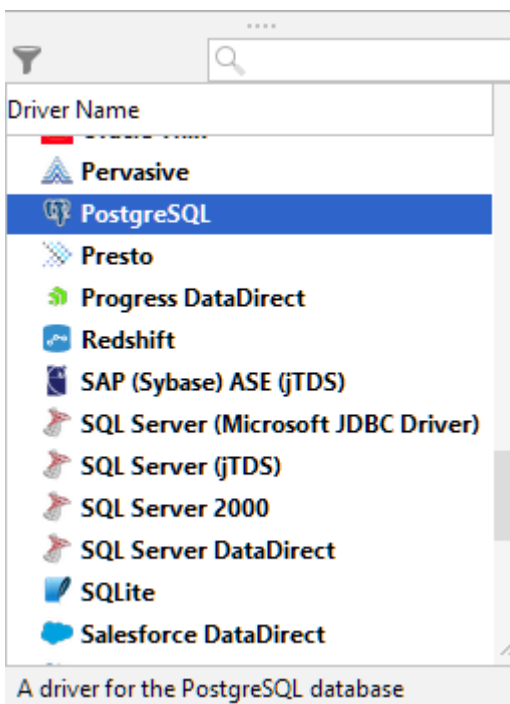 Driver Name
Pervasive
PostgreSQL
Presto
Progress DataDirect
Redshift
SAP (Sybase) ASE (jTDS)
SQL Server (Microsoft JDBC Driver)
SQL Server (jTDS)
SQL Server 2000
SQL Server DataDirect
SQLite
Salesforce DataDirect
A driver for the PostgreSQL database